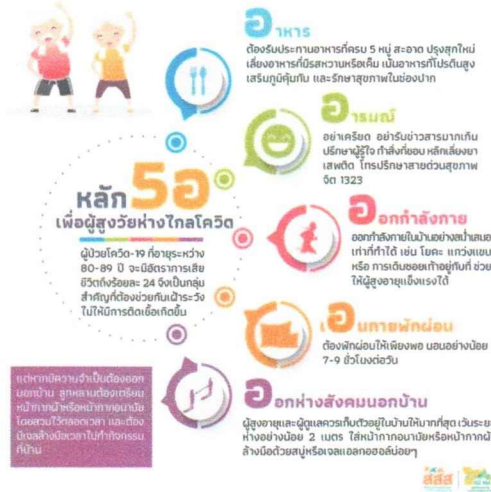 หลัก 5อ
เพื่อผู้สูงวัยห่างไกลโควิด
ผู้ป่วยโควิด-19 ที่อายุระหว่าง
80-89 ปี จะมีอัตราการเสีย
ชีวิตถึงร้อยละ 24 จึงเป็นกลุ่ม
สำคัญที่ต้องช่วยกันเฝ้าระวัง
ไม่ให้มีการติดเชื้อเกิดขึ้น
อาหาร
ต้องรับประทานอาหารที่ครบ 5 หมู่ สะอาด ปรุงสุกใหม่
เลี่ยงอาหารที่มีรสหวานหรือเค็ม เน้นอาหารที่โปรตีนสูง
เสริมภูมิคุ้มกัน และรักษาสุขภาพในช่องปาก
อารมณ์
อย่าเครียด อย่ารับข่าวสารมากเกิน
ปรึกษาผู้รู้ใจ ทำสิ่งที่ชอบ หลีกเลี่ยงยา
เสพติด โทรปรึกษาสายด่วนสุขภาพ
จิต 1323
ออกกำลังกาย
ออกกำลังกายในบ้านอย่างสม่ำเสมอ
เท่าที่ทำได้ เช่น โยคะ แกว่งแขน
หรือ การเดินซอยเท้าอยู่กับที่ ช่วย
ให้ผู้สูงอายุแข็งแรงได้
เอนกายพักผ่อน
ต้องพักผ่อนให้เพียงพอ นอนอย่างน้อย
7-9 ชั่วโมงต่อวัน
ออกห่างสังคมนอกบ้าน
ผู้สูงอายุและผู้ดูแลควรเก็บตัวอยู่ในบ้านให้มากที่สุด เว้นระยะ
ห่างอย่างน้อย 2 เมตร ใส่หน้ากากอนามัยหรือหน้ากากผ้า
ล้างมือด้วยสบู่หรือเจลแอลกอฮอล์บ่อยๆ
แต่หากมีความจำเป็นต้องออก
นอกบ้าน ลูกหลานต้องเตรียม
หน้ากากผ้าหรือหน้ากากอนามัย
โดยสวมไว้ตลอดเวลา และต้อง
มีเจลล้างมือเวลาไปทำกิจกรรม
ที่บ้าน
สสส